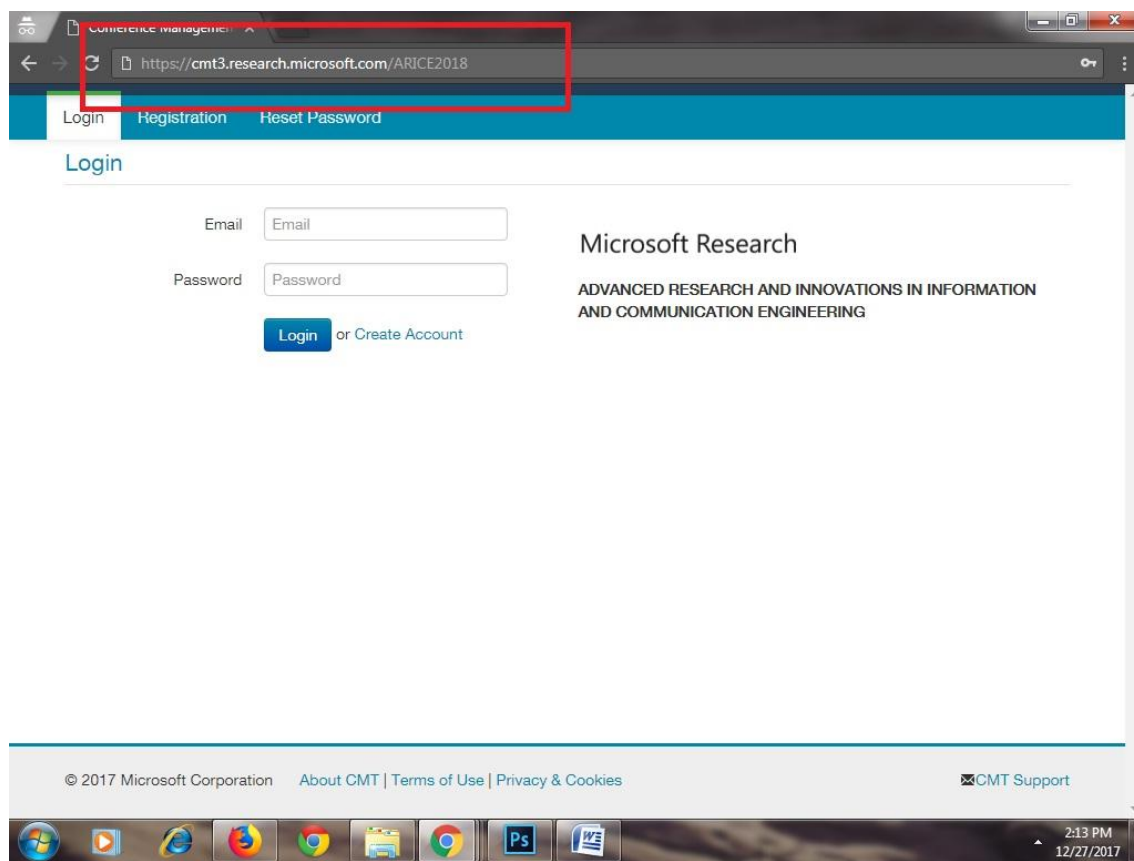 Conference Managemen
https://cmt3.research.microsoft.com/ARICE2018
Login Registration Reset Password
Login
Email Email
Password Password
Login or Create Account
Microsoft Research
ADVANCED RESEARCH AND INNOVATIONS IN INFORMATION
AND COMMUNICATION ENGINEERING
© 2017 Microsoft Corporation About CMT | Terms of Use | Privacy & Cookies CMT Support
Ps W
2:13 PM
12/27/2017